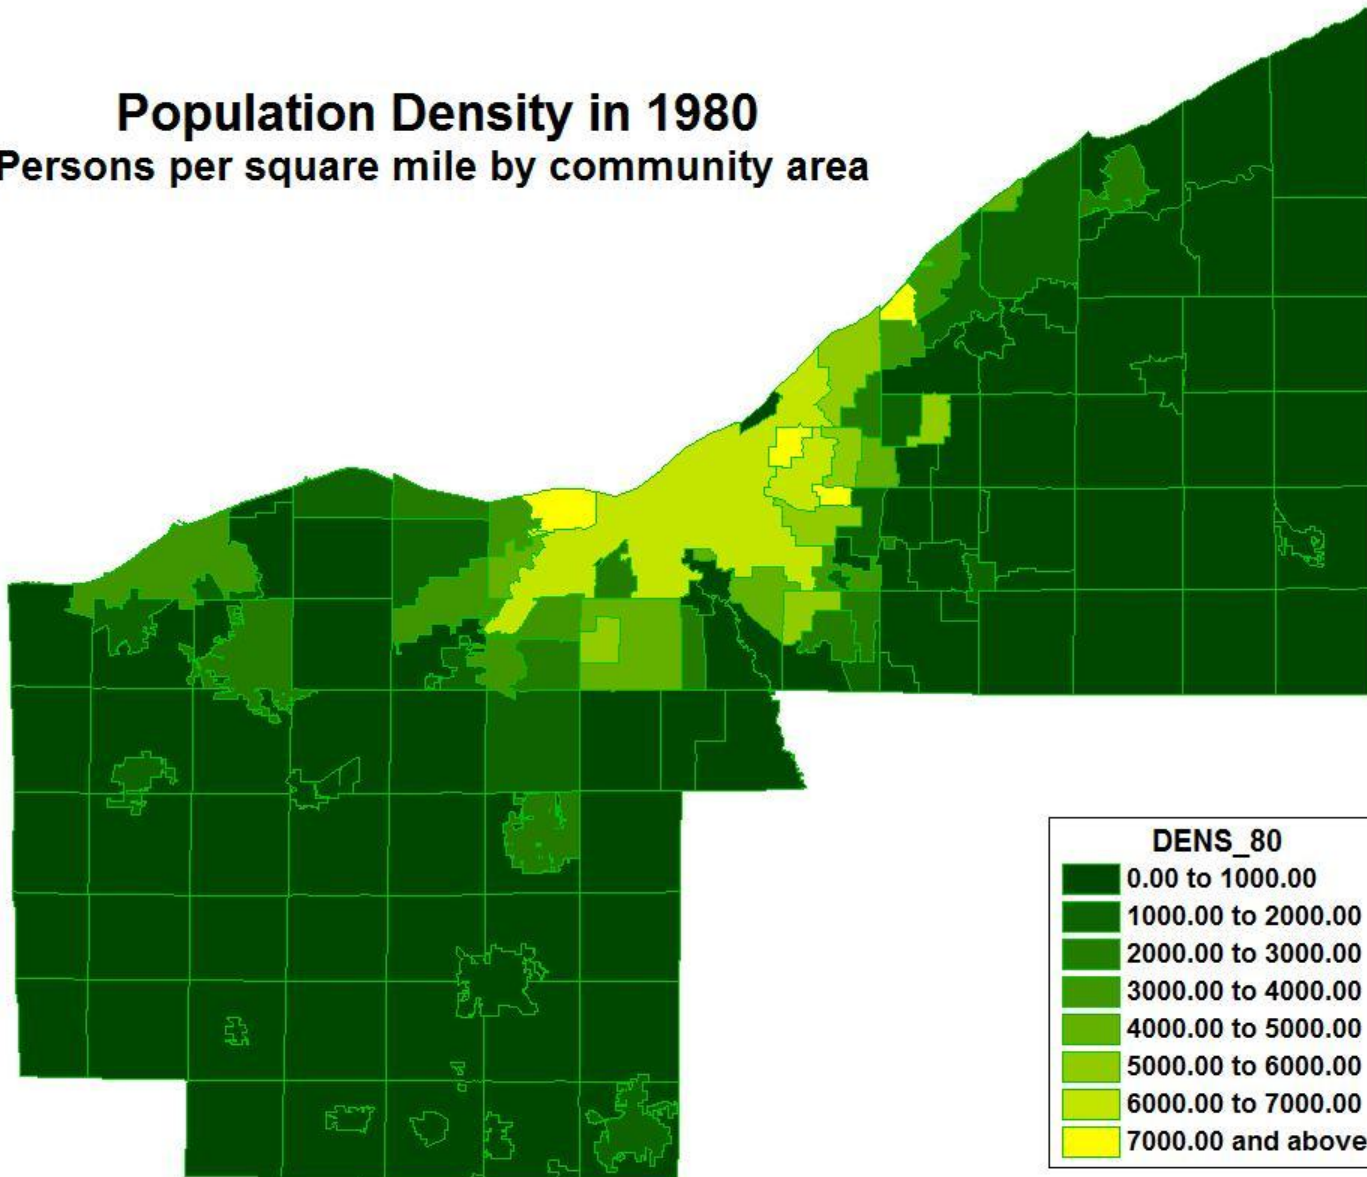 Population Density in 1980
Persons per square mile by community area
DENS_80
0.00 to 1000.00
1000.00 to 2000.00
2000.00 to 3000.00
3000.00 to 4000.00
4000.00 to 5000.00
5000.00 to 6000.00
6000.00 to 7000.00
7000.00 and above